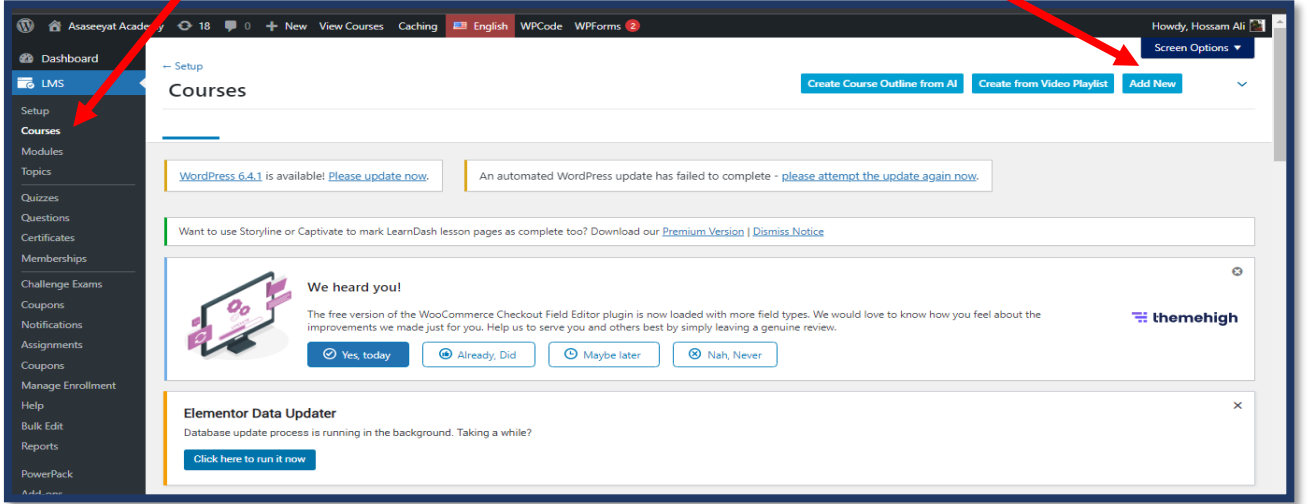 Asaseeyat Academy 18 0 + New View Courses Caching English WPCode WPForms 2 Howdy, Hossam Ali
Screen Options
Dashboard
LMS
Setup
Courses
Modules
Topics
Quizzes
Questions
Certificates
Memberships
Challenge Exams
Coupons
Notifications
Assignments
Coupons
Manage Enrollment
Help
Bulk Edit
Reports
PowerPack
Add-ons
← Setup
Courses
Create Course Outline from AI Create from Video Playlist Add New
WordPress 6.4.1 is available! Please update now.
An automated WordPress update has failed to complete - please attempt the update again now.
Want to use Storyline or Captivate to mark LearnDash lesson pages as complete too? Download our Premium Version | Dismiss Notice
We heard you!
The free version of the WooCommerce Checkout Field Editor plugin is now loaded with more field types. We would love to know how you feel about the
improvements we made just for you. Help us to serve you and others best by simply leaving a genuine review.
themehigh
Yes, today Already, Did Maybe later Nah, Never
Elementor Data Updater
Database update process is running in the background. Taking a while?
Click here to run it now